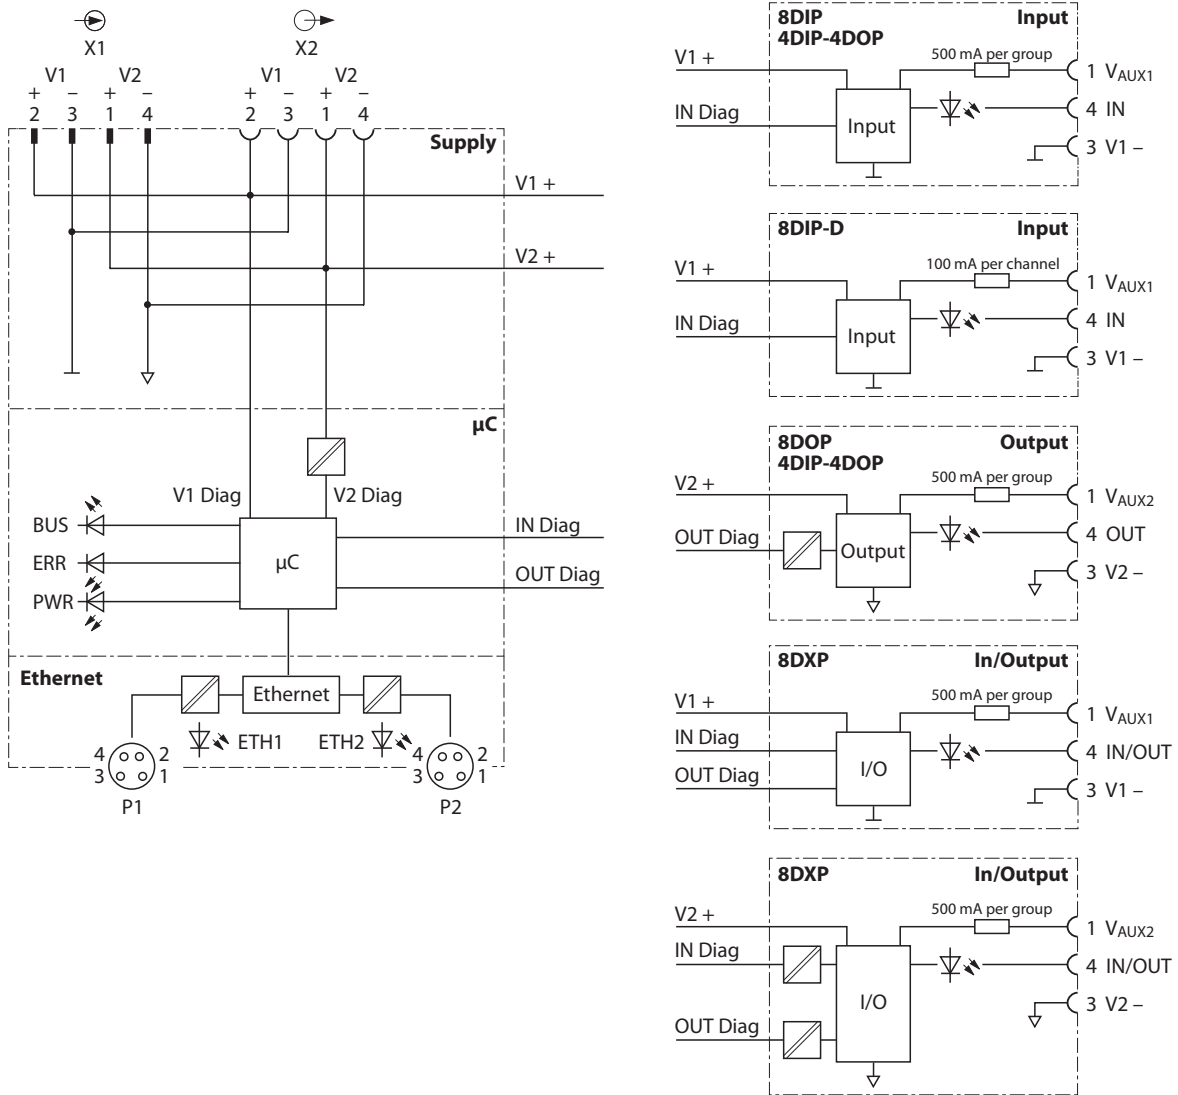 X1 X2
V1 V2 V1 V2
+ – + – + – + –
2 3 1 4 2 3 1 4
Supply
V1 +
V2 +
µC
V1 Diag V2 Diag
BUS
IN Diag
ERR
µC
OUT Diag
PWR
Ethernet
Ethernet
ETH1 ETH2
4 2 4 2
3 1 3 1
P1 P2
8DIP Input
4DIP-4DOP
500 mA per group
V1 +
1 VAUX1
IN Diag
4 IN
Input
3 V1 –
8DIP-D Input
100 mA per channel
V1 +
1 VAUX1
IN Diag
4 IN
Input
3 V1 –
8DOP Output
4DIP-4DOP
500 mA per group
V2 +
1 VAUX2
OUT Diag
4 OUT
Output
3 V2 –
8DXP In/Output
500 mA per group
V1 +
1 VAUX1
IN Diag
4 IN/OUT
OUT Diag
I/O
3 V1 –
8DXP In/Output
500 mA per group
V2 +
1 VAUX2
IN Diag
4 IN/OUT
I/O
3 V2 –
OUT Diag